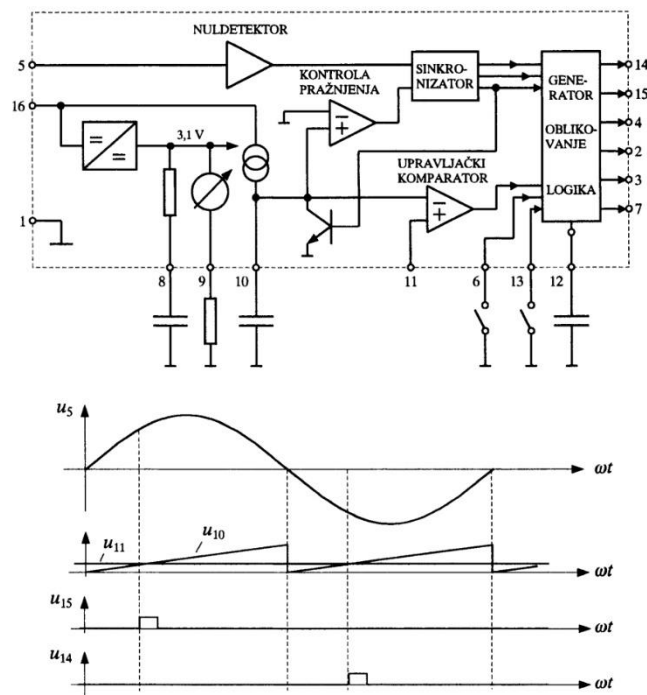 NULDETEKTOR
5
16
1
KONTROLA
PRAŽNJENJA
SINKRO-
NIZATOR
GENE-
RATOR
OBLIKO-
VANJE
LOGIKA
14
15
4
2
3
7
=
=
3,1 V
UPRAVLJAČKI
KOMPARATOR
−
+
−
+
8
9
10
11
6
13
12
u5
ωt
u11
u10
ωt
u15
ωt
u14
ωt